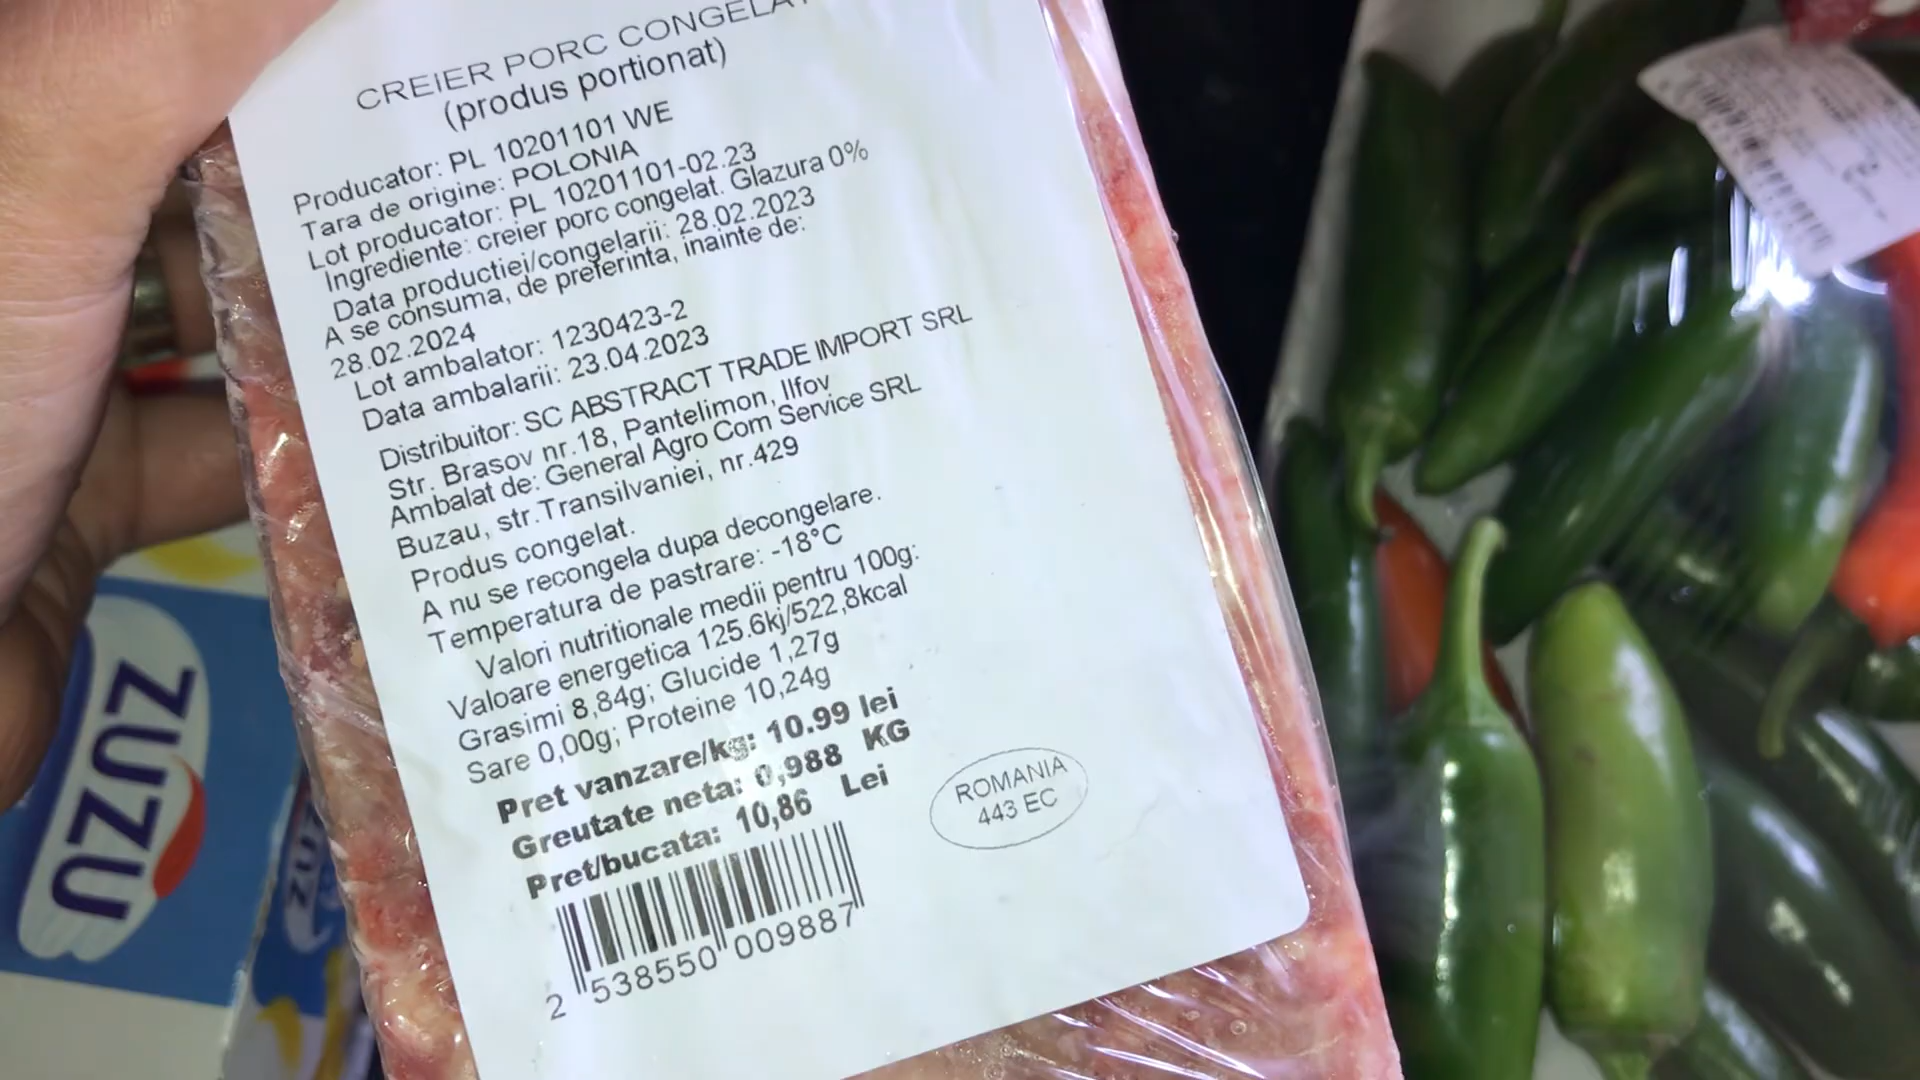 CREIER PORC CONGELAT
(produs portionat)
Producator: PL 10201101 WE
Tara de origine: POLONIA
Lot producator: PL 10201101-02.23
Ingrediente: creier porc congelat. Glazura 0%
Data productiei/congelarii: 28.02.2023
A se consuma, de preferinta, inainte de:
28.02.2024
Lot ambalator: 1230423-2
Data ambalarii: 23.04.2023
Distribuitor: SC ABSTRACT TRADE IMPORT SRL
Str. Brasov nr.18, Pantelimon, Ilfov
Ambalat de: General Agro Com Service SRL
Buzau, str.Transilvaniei, nr.429
Produs congelat.
A nu se recongela dupa decongelare.
Temperatura de pastrare: -18°C
Valori nutritionale medii pentru 100g:
Valoare energetica 125.6kj/522,8kcal
Grasimi 8,84g; Glucide 1,27g
Sare 0,00g; Proteine 10,24g
Pret vanzare/kg: 10.99 lei
Greutate neta: 0,988 KG
Pret/bucata: 10,86 Lei
ROMANIA
443 EC
2 538550 009887
ZUZU